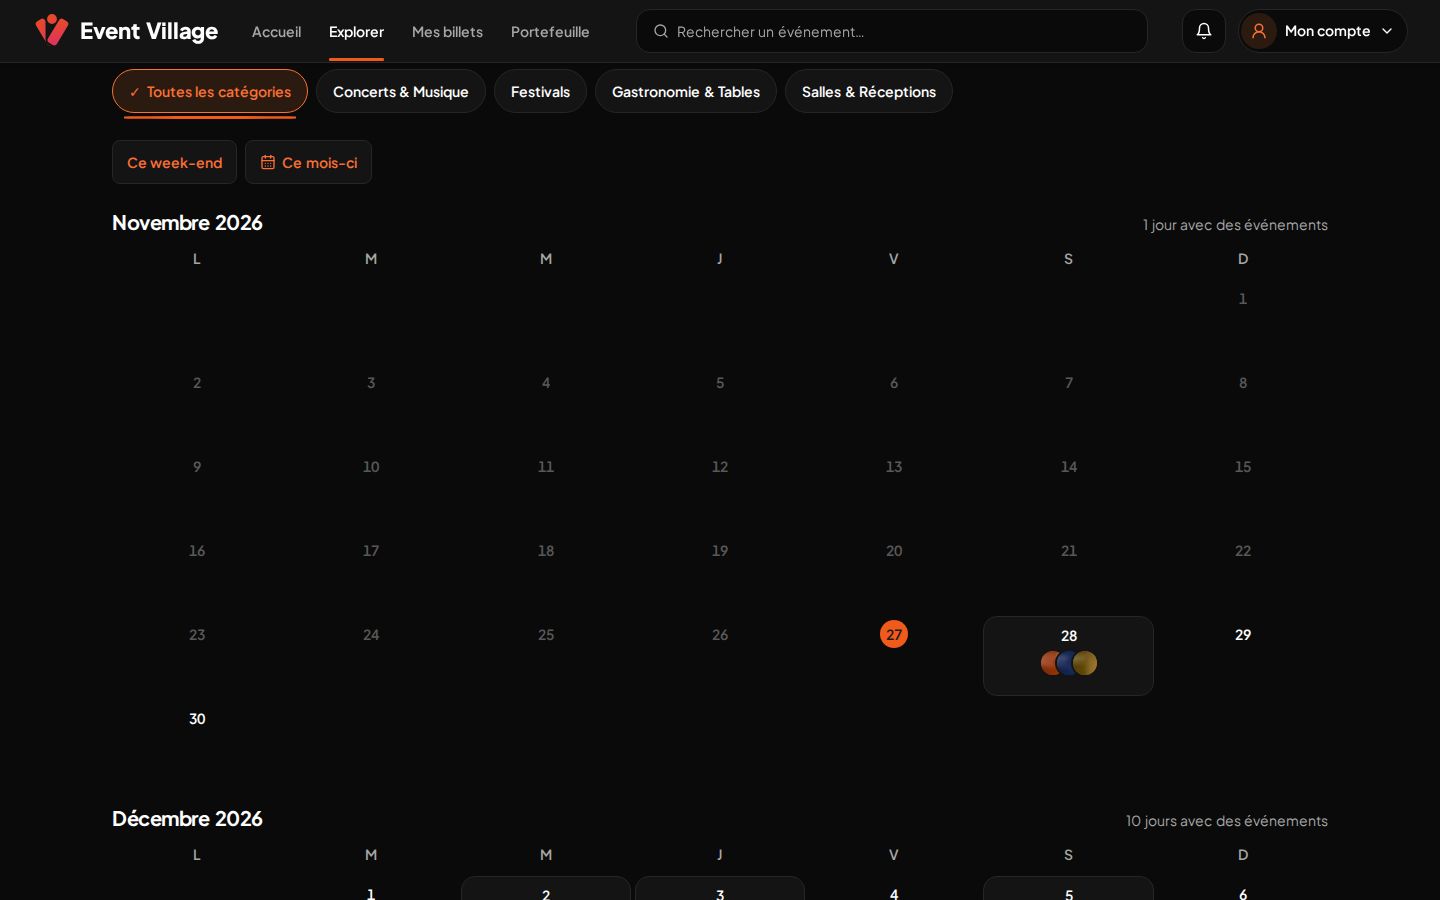 Event Village
Accueil
Explorer
Mes billets
Portefeuille
Rechercher un événement...
Mon compte
✓ Toutes les catégories
Concerts & Musique
Festivals
Gastronomie & Tables
Salles & Réceptions
Ce week-end
Ce mois-ci
Novembre 2026
1 jour avec des événements
L M M J V S D
1
2 3 4 5 6 7 8
9 10 11 12 13 14 15
16 17 18 19 20 21 22
23 24 25 26 27 28 29
30
Décembre 2026
10 jours avec des événements
L M M J V S D
1 2 3 4 5 6